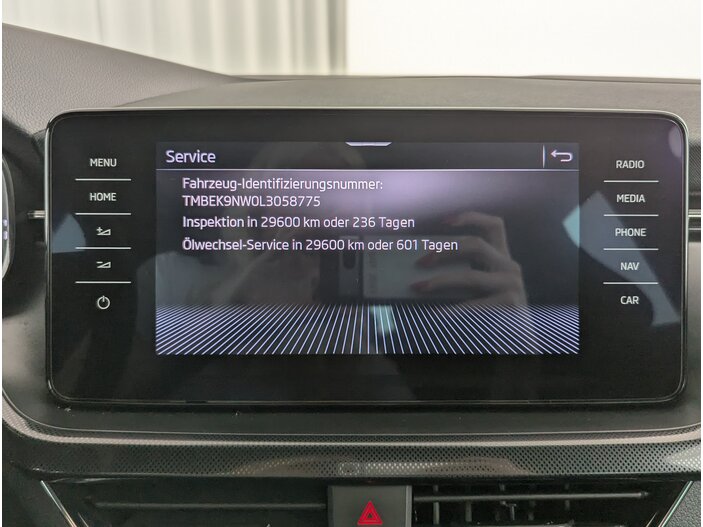 Service
Fahrzeug-Identifizierungsnummer:
TMBEK9NW0L3058775
Inspektion in 29600 km oder 236 Tagen
Ölwechsel-Service in 29600 km oder 601 Tagen
MENU
HOME
RADIO
MEDIA
PHONE
NAV
CAR